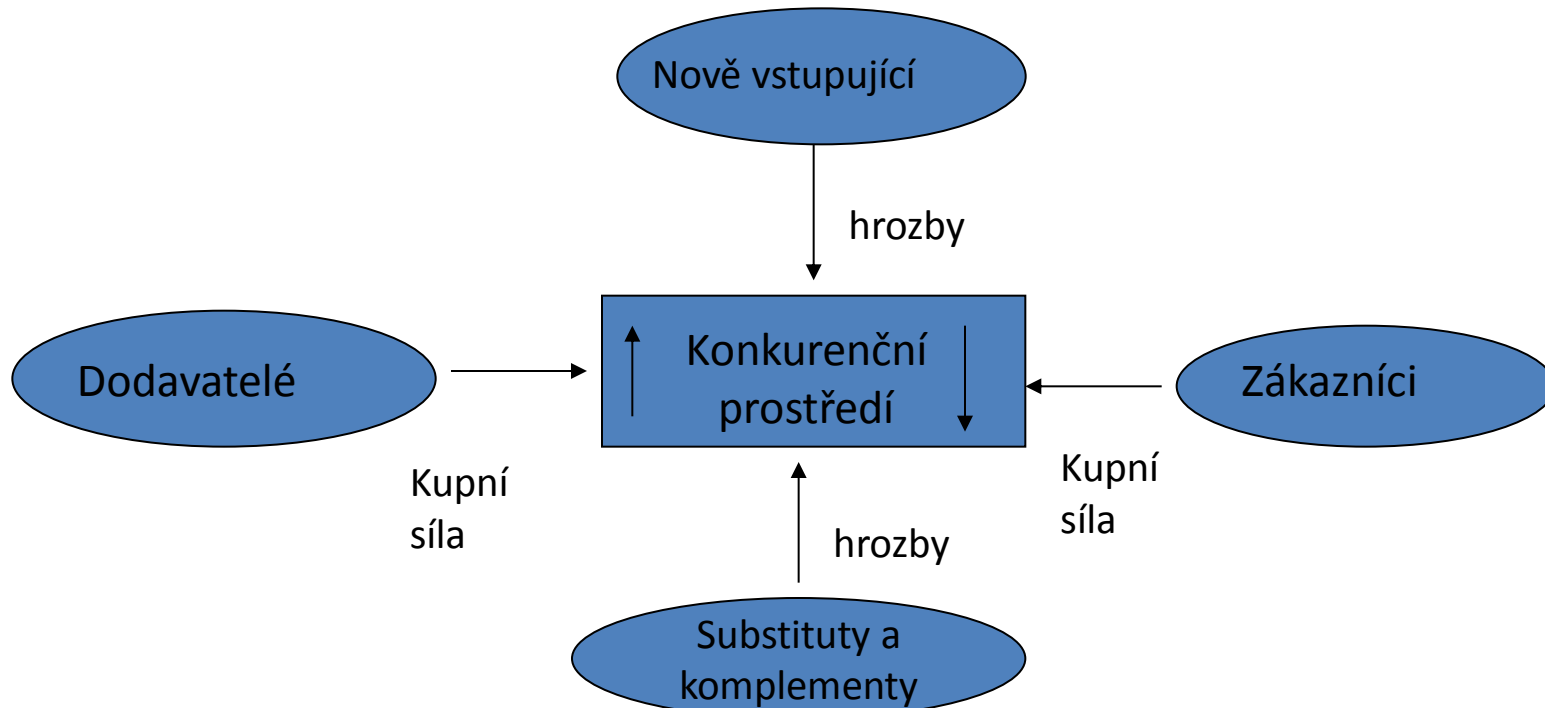 Nově vstupující
hrozby
Dodavatelé
Konkurenční
prostředí
Zákazníci
Kupní
síla
Kupní
síla
hrozby
Substituty a
komplementy